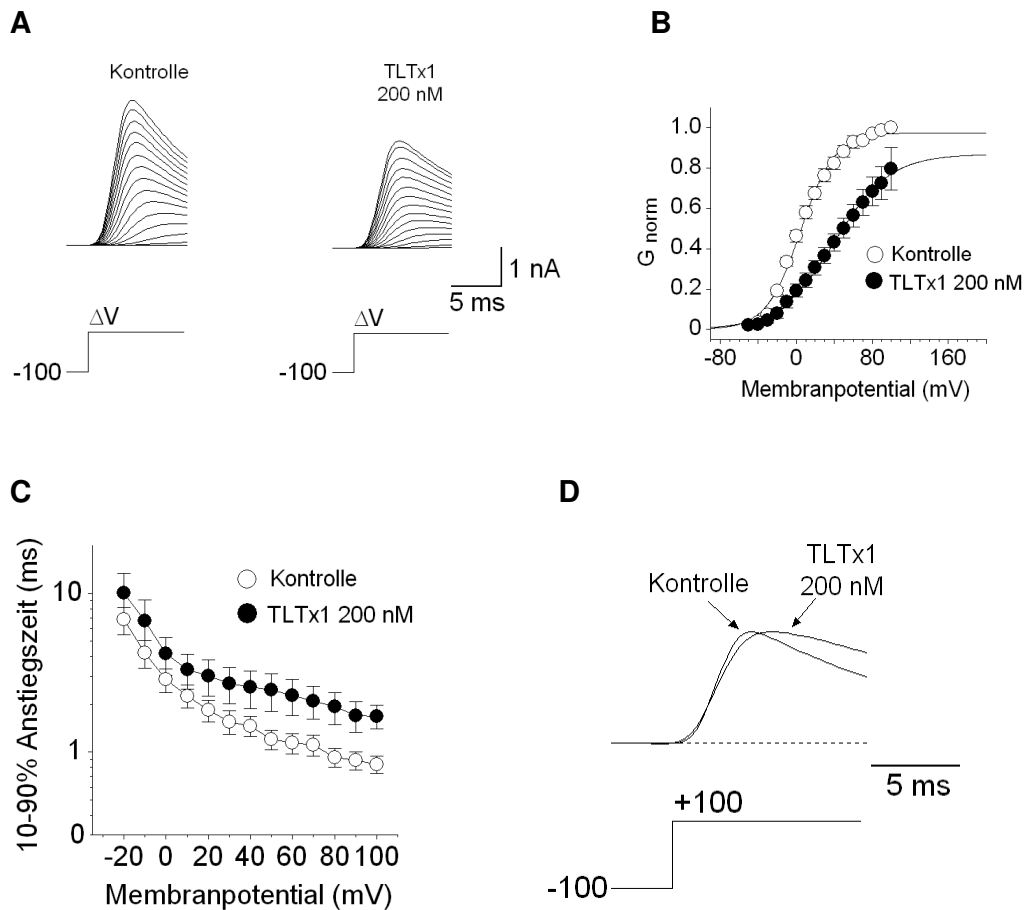 A
Kontrolle
TLTx1
200 nM
1 nA
5 ms
ΔV
-100
ΔV
-100
B
1.0
0.8
0.6
0.4
0.2
0
G norm
Kontrolle
TLTx1 200 nM
-80 0 80 160
Membranpotential (mV)
C
10
1
0
10-90% Anstiegszeit (ms)
Kontrolle
TLTx1 200 nM
-20 0 20 40 60 80 100
Membranpotential (mV)
D
Kontrolle
TLTx1
200 nM
5 ms
+100
-100